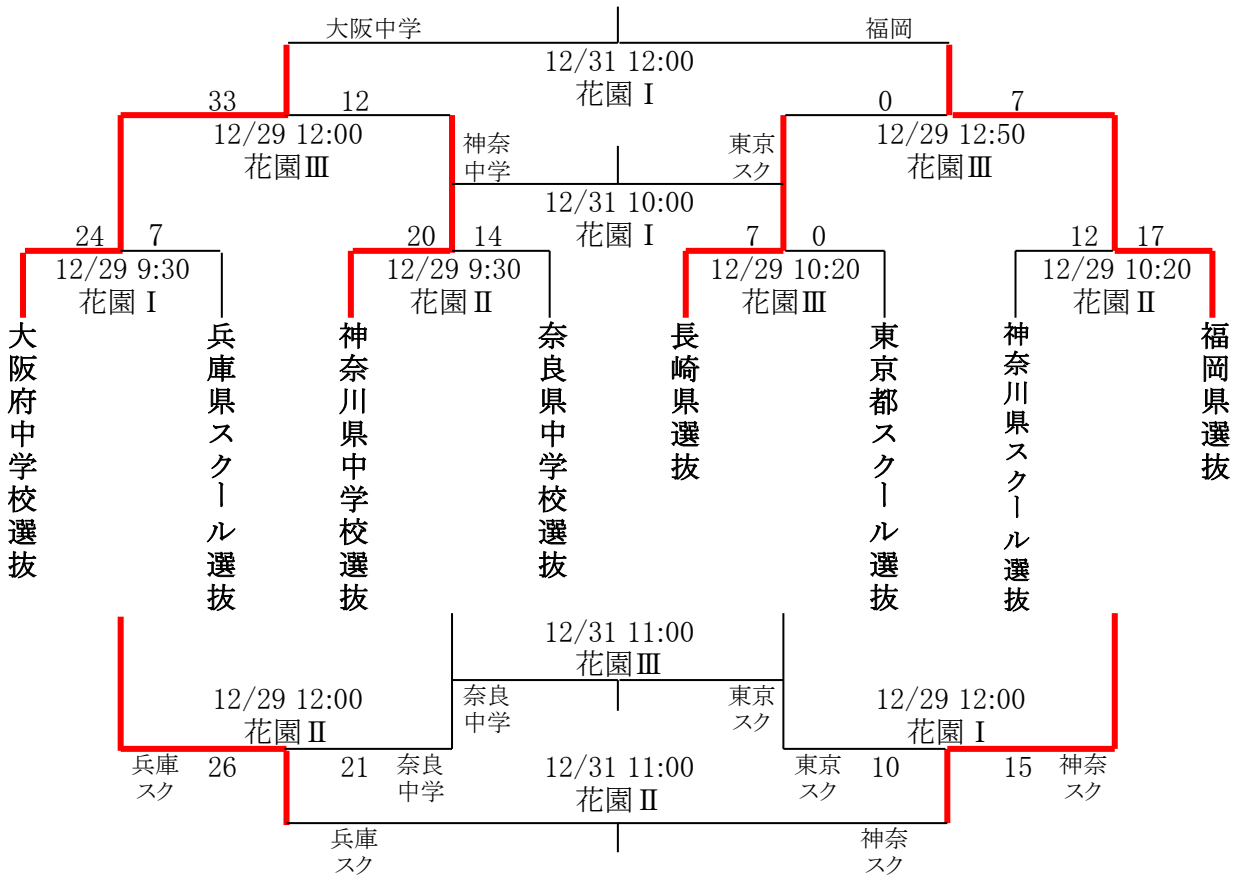 大阪中学
福岡
12/31 12:00
花園Ⅰ
33
12
0
7
12/29 12:00
花園Ⅲ
12/29 12:50
花園Ⅲ
神奈
中学
東京
スク
12/31 10:00
花園Ⅰ
24
7
20
14
7
0
12
17
12/29 9:30
花園Ⅰ
12/29 9:30
花園Ⅱ
12/29 10:20
花園Ⅲ
12/29 10:20
花園Ⅱ
大阪府中学校選抜
兵庫県スクール選抜
神奈川県中学校選抜
奈良県中学校選抜
長崎県選抜
東京都スクール選抜
神奈川県スクール選抜
福岡県選抜
12/31 11:00
花園Ⅲ
奈良
中学
東京
スク
12/29 12:00
花園Ⅱ
12/29 12:00
花園Ⅰ
兵庫
スク
26
21
奈良
中学
東京
スク
10
15
神奈
スク
12/31 11:00
花園Ⅱ
兵庫
スク
神奈
スク